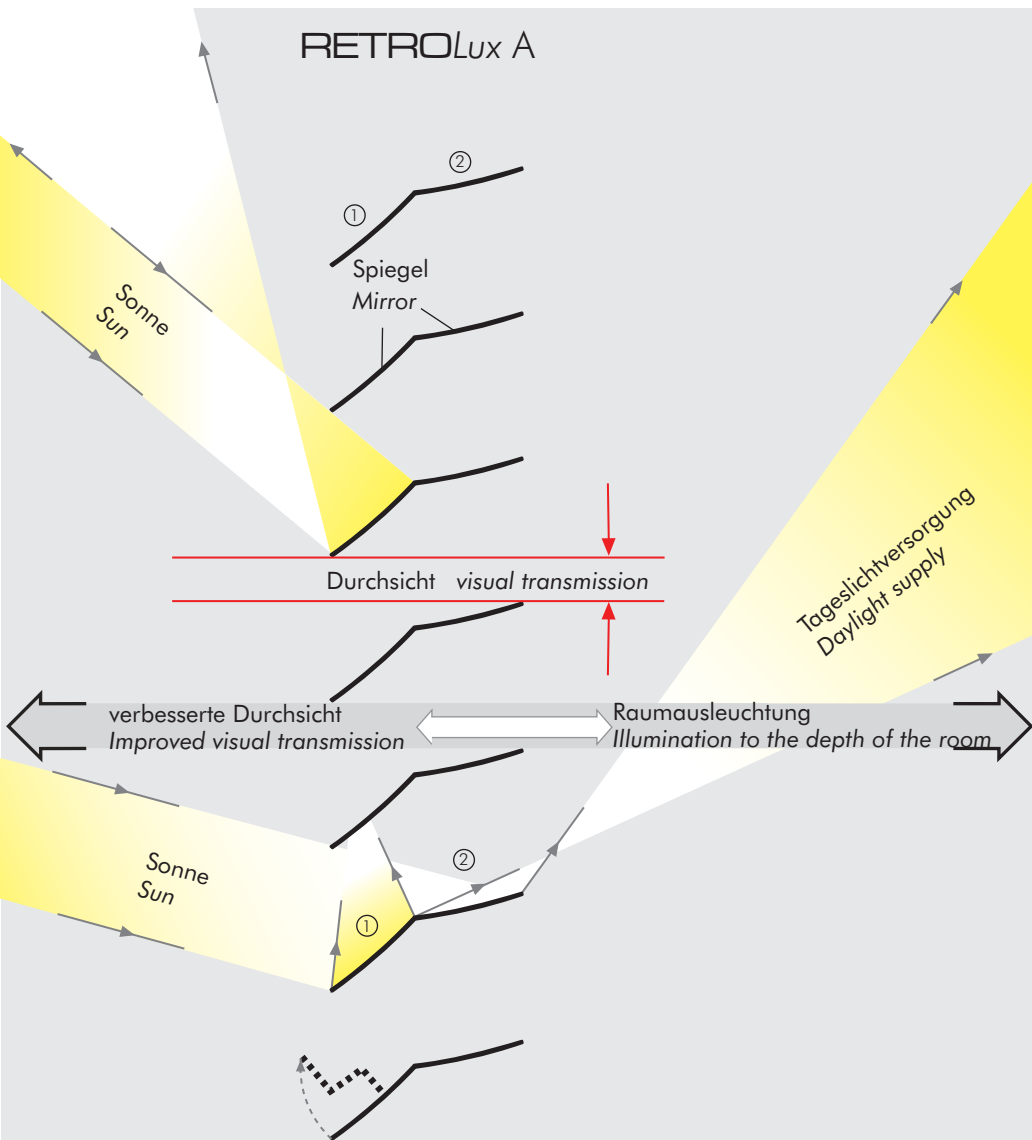 RETROLux A
②
①
Spiegel
Mirror
Sonne
Sun
Durchsicht visual transmission
Tageslichtversorgung
Daylight supply
verbesserte Durchsicht
Improved visual transmission
Raumausleuchtung
Illumination to the depth of the room
Sonne
Sun
②
①